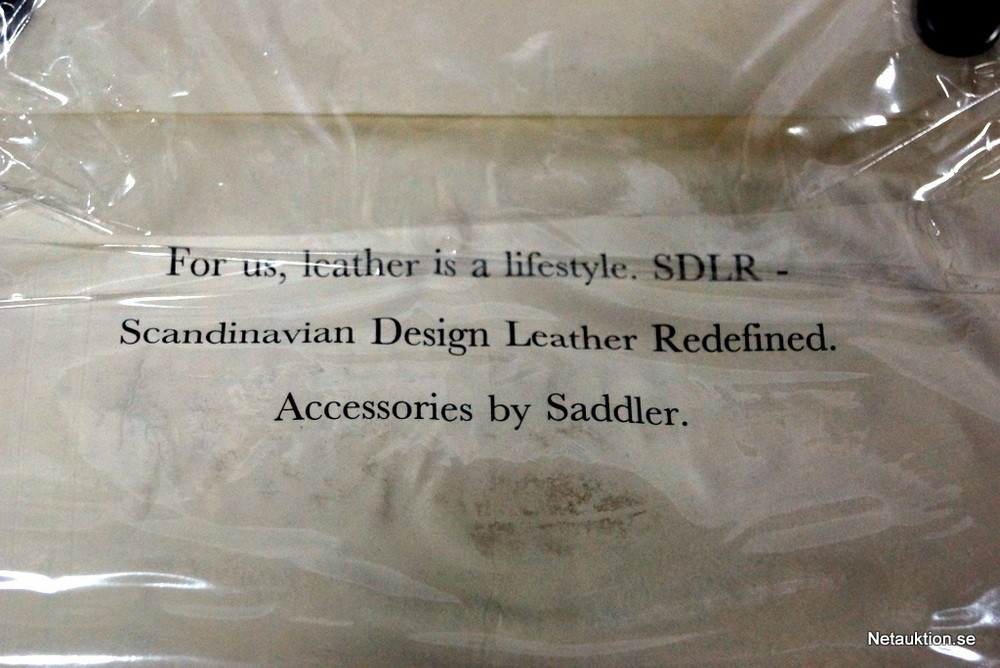 For us, leather is a lifestyle. SDLR -
Scandinavian Design Leather Redefined.
Accessories by Saddler.
Netauktion.se